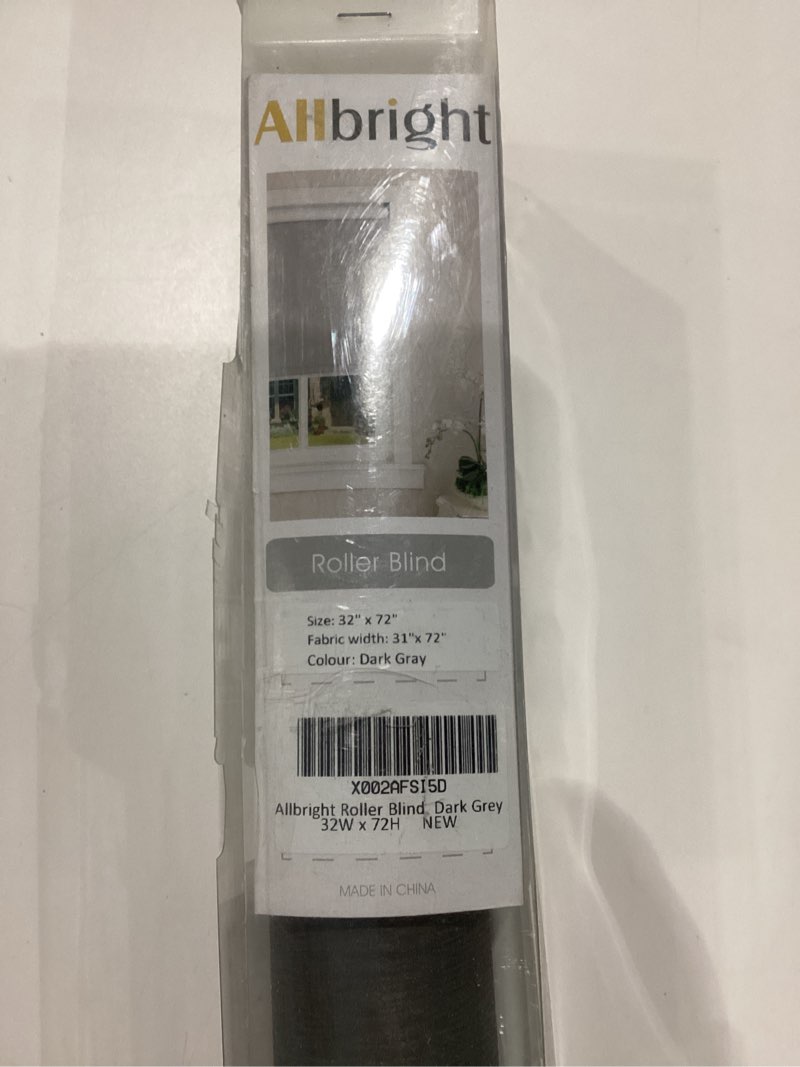 Allbright
Roller Blind
Size: 32" x 72"
Fabric width: 31"x 72"
Colour: Dark Gray
X002AFSI5D
Allbright Roller Blind, Dark Grey
32W x 72H NEW
MADE IN CHINA